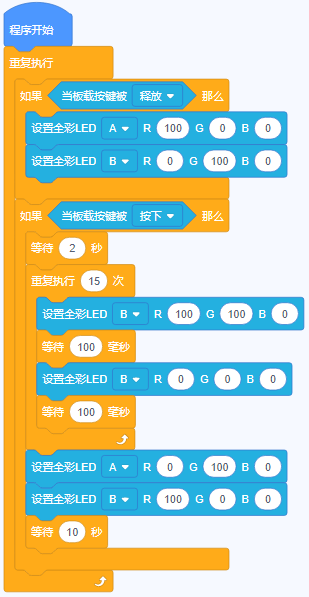 程序开始
重复执行
如果 当板载按键被 释放 那么
设置全彩LED A R 100 G 0 B 0
设置全彩LED B R 0 G 100 B 0
如果 当板载按键被 按下 那么
等待 2 秒
重复执行 15 次
设置全彩LED B R 100 G 100 B 0
等待 100 毫秒
设置全彩LED B R 0 G 0 B 0
等待 100 毫秒
设置全彩LED A R 0 G 100 B 0
设置全彩LED B R 100 G 0 B 0
等待 10 秒